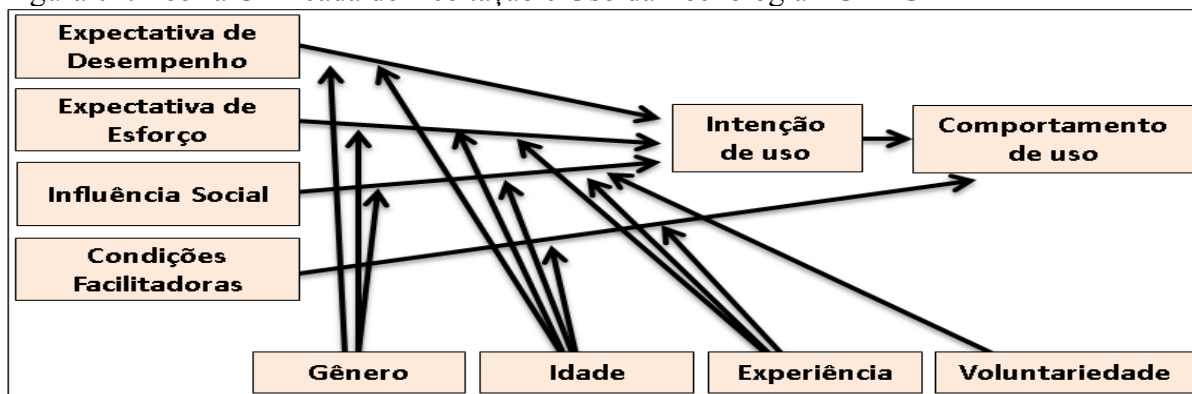 Expectativa de
Desempenho
Expectativa de
Esforço
Influência Social
Condições
Facilitadoras
Intenção
de uso
Comportamento
de uso
Gênero
Idade
Experiência
Voluntariedade